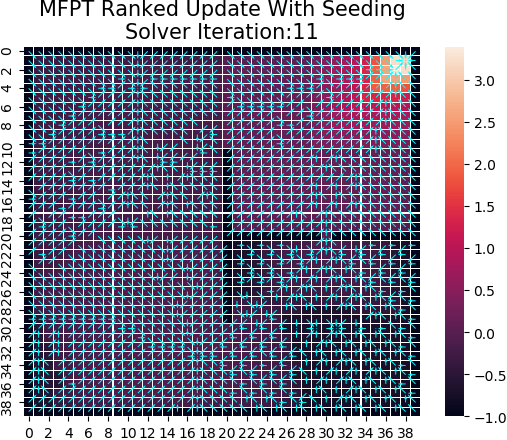 MFPT Ranked Update With Seeding
Solver Iteration:11
0 2 4 6 8 10 12 14 16 18 20 22 24 26 28 30 32 34 36 38
3.0
2.5
2.0
1.5
1.0
0.5
0.0
−0.5
−1.0
0 2 4 6 8 10 12 14 16 18 20 22 24 26 28 30 32 34 36 38